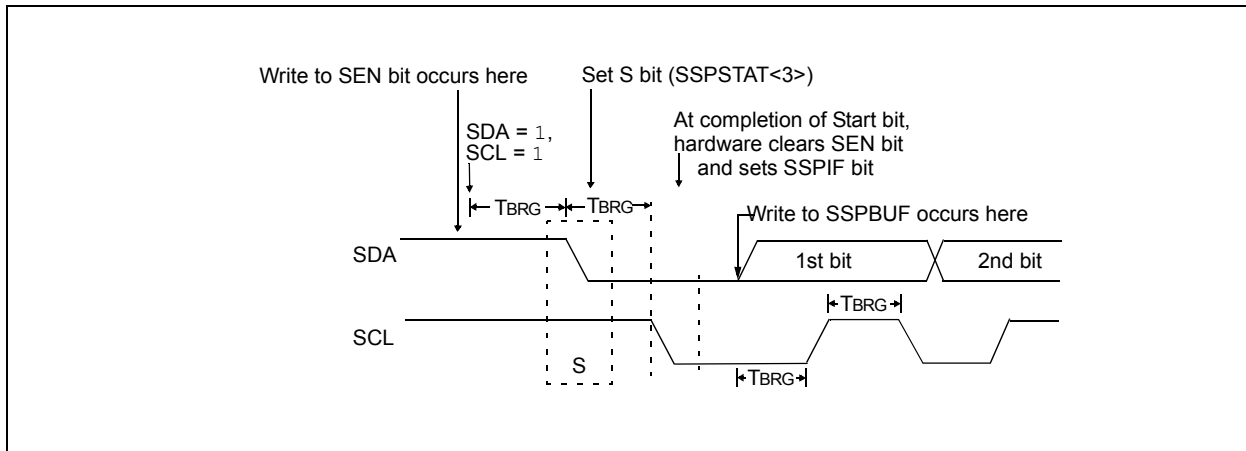 Write to SEN bit occurs here
Set S bit (SSPSTAT<3>)
SDA = 1,
SCL = 1
At completion of Start bit,
hardware clears SEN bit
and sets SSPIF bit
TBRG
TBRG
Write to SSPBUF occurs here
SDA
1st bit
2nd bit
TBRG
SCL
S
TBRG